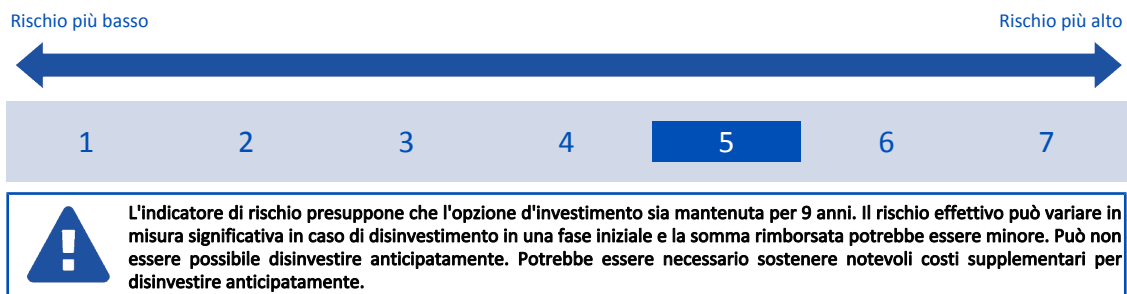 Rischio più basso Rischio più alto
1 2 3 4 5 6 7
L'indicatore di rischio presuppone che l'opzione d'investimento sia mantenuta per 9 anni. Il rischio effettivo può variare in
misura significativa in caso di disinvestimento in una fase iniziale e la somma rimborsata potrebbe essere minore. Può non
essere possibile disinvestire anticipatamente. Potrebbe essere necessario sostenere notevoli costi supplementari per
disinvestire anticipatamente.